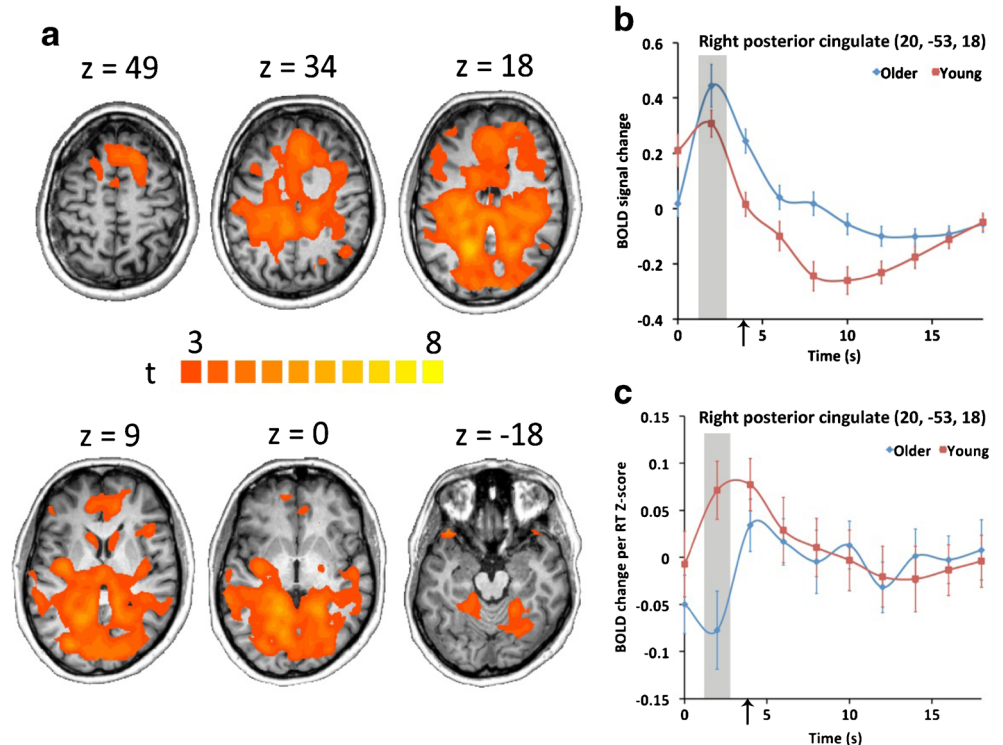 a
z = 49
z = 34
z = 18
3
8
t
z = 9
z = 0
z = -18
b
Right posterior cingulate (20, -53, 18)
Older
Young
BOLD signal change
0.6
0.4
0.2
0
-0.2
-0.4
0
5
10
15
Time (s)
c
Right posterior cingulate (20, -53, 18)
Older
Young
BOLD change per RT Z-score
0.15
0.1
0.05
0
-0.05
-0.1
-0.15
0
5
10
15
Time (s)